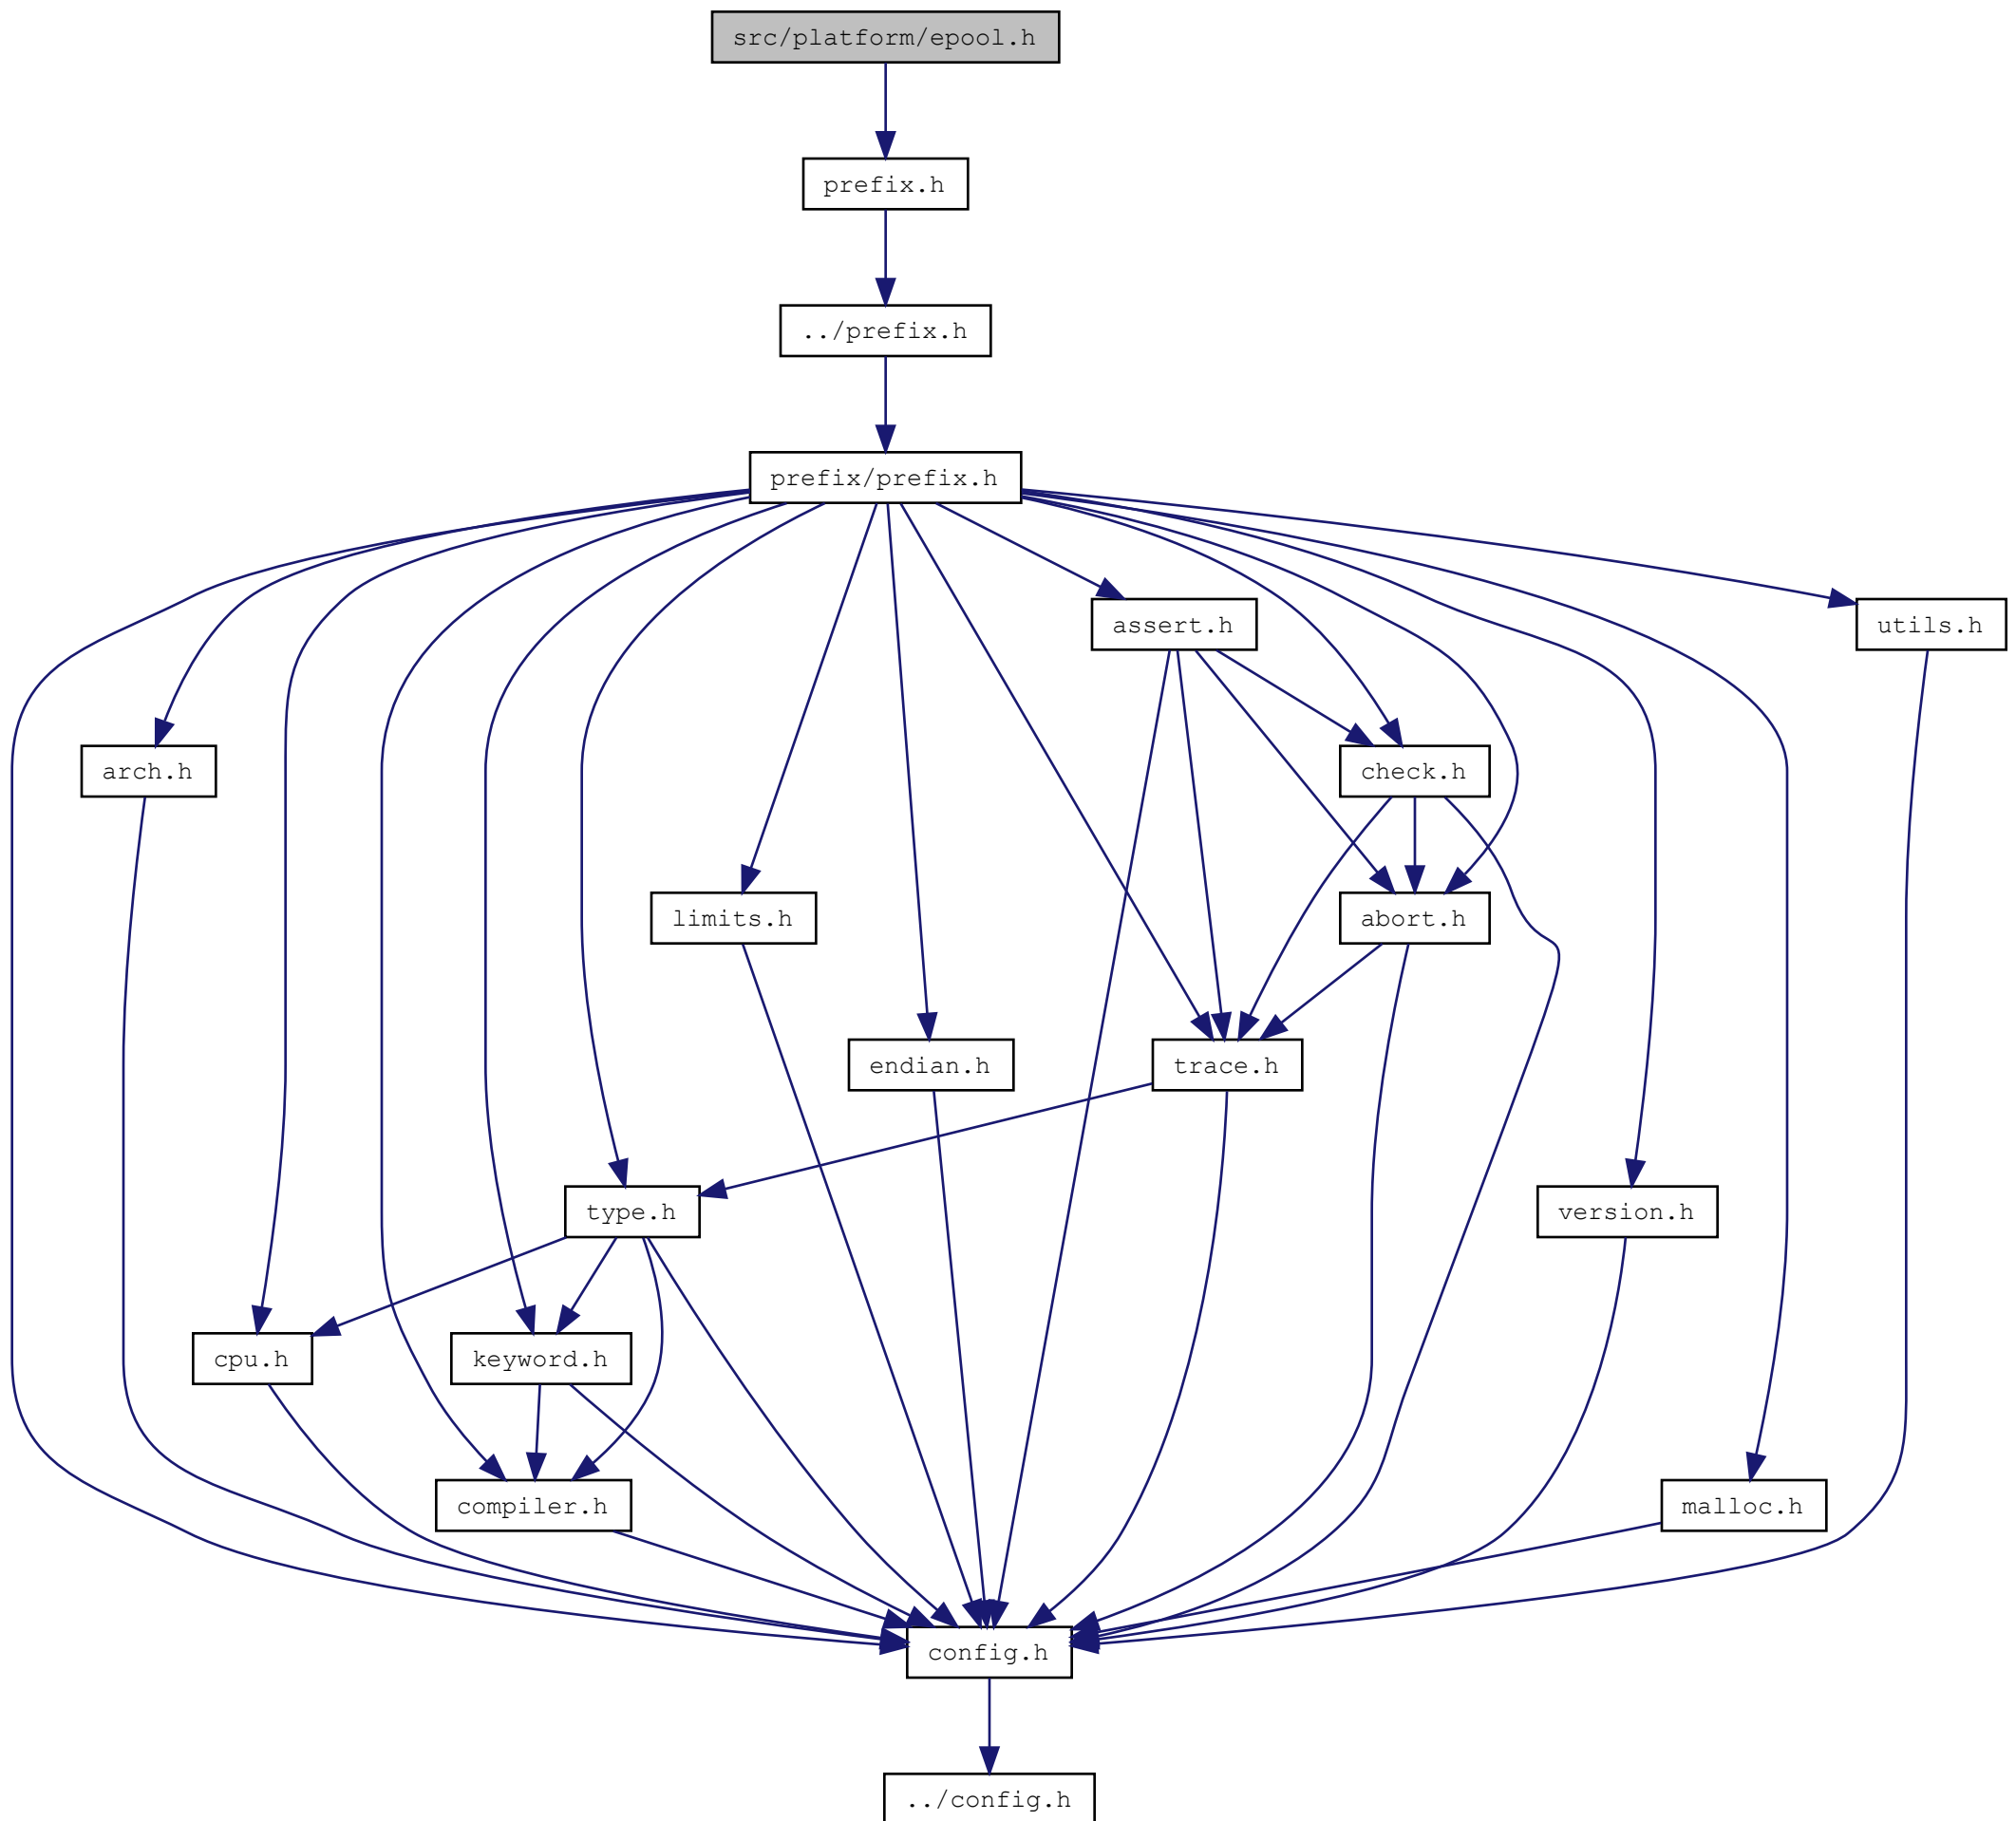 src/platform/epool.h
prefix.h
../prefix.h
prefix/prefix.h
assert.h
utils.h
arch.h
check.h
limits.h
abort.h
endian.h
trace.h
type.h
version.h
cpu.h
keyword.h
compiler.h
malloc.h
config.h
../config.h